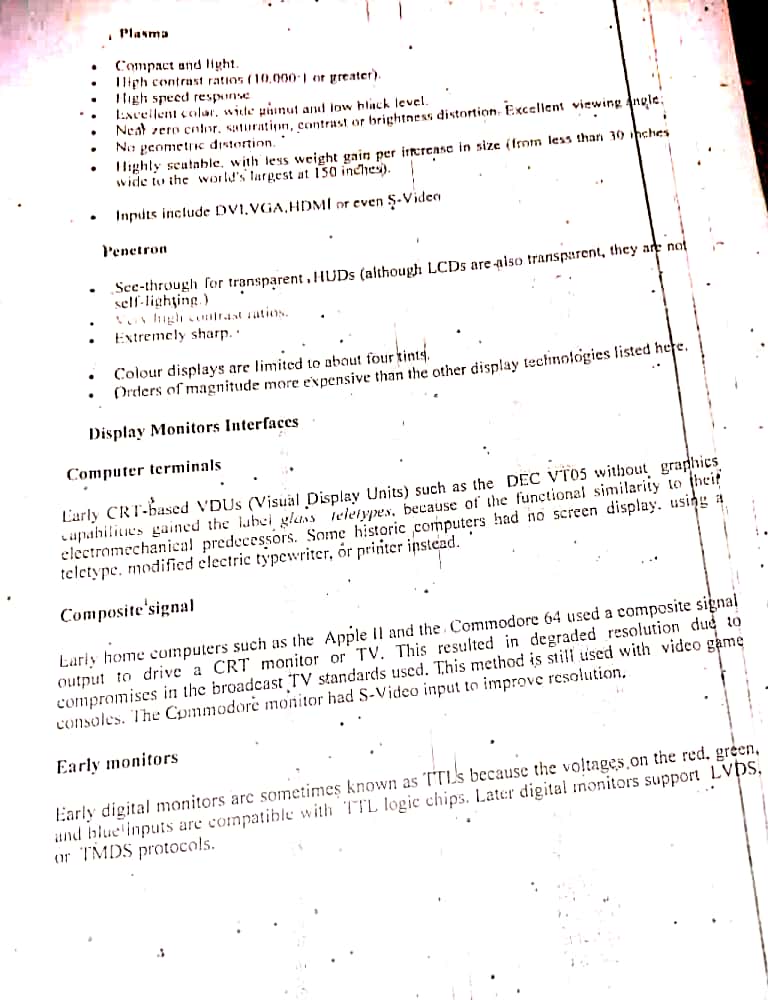 Plasma
• Compact and light.
• High contrast ratios (10,000:1 or greater).
• High speed response
• Excellent color, wide gamut and low black level.
• Near zero color, saturation, contrast or brightness distortion. Excellent viewing angle.
• No geometric distortion.
• Highly scalable, with less weight gain per increase in size (from less than 30 inches
wide to the world's largest at 150 inches).
• Inputs include DVI,VGA,HDMI or even S-Video
Penetron
• See-through for transparent HUDs (although LCDs are also transparent, they are not
self-lighting.)
• Very high contrast ratios.
• Extremely sharp.
• Colour displays are limited to about four tints.
• Orders of magnitude more expensive than the other display technologies listed here.
Display Monitors Interfaces
Computer terminals
Early CRT-based VDUs (Visual Display Units) such as the DEC VT05 without graphics
capabilities gained the label glass teletypes, because of the functional similarity to their
electromechanical predecessors. Some historic computers had no screen display, using a
teletype, modified electric typewriter, or printer instead.
Composite signal
Early home computers such as the Apple II and the Commodore 64 used a composite signal
output to drive a CRT monitor or TV. This resulted in degraded resolution due to
compromises in the broadcast TV standards used. This method is still used with video game
consoles. The Commodore monitor had S-Video input to improve resolution.
Early monitors
Early digital monitors are sometimes known as TTLs because the voltages on the red, green,
and blue inputs are compatible with TTL logic chips. Later digital monitors support LVDS,
or TMDS protocols.